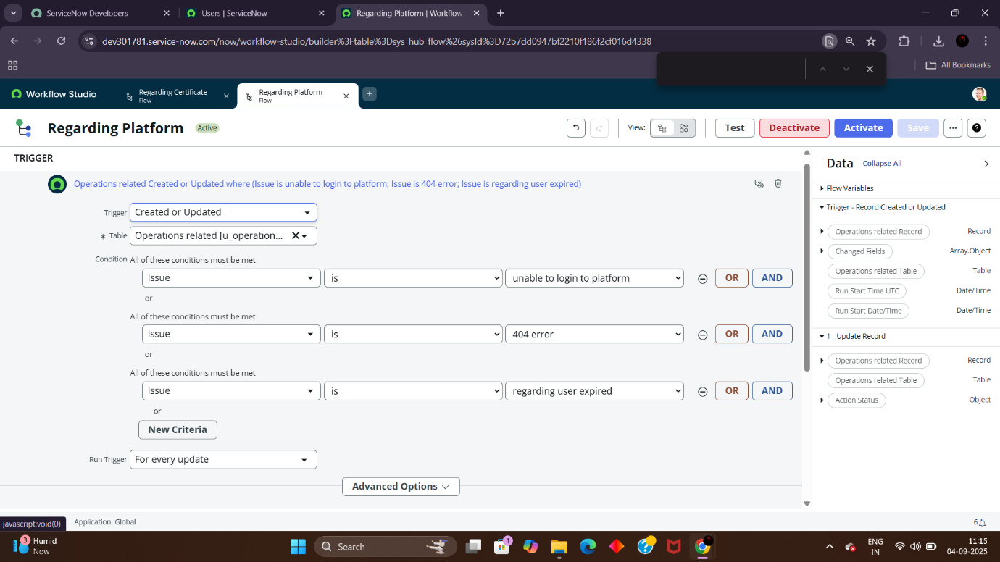 ServiceNow Developers
Users | ServiceNow
Regarding Platform | Workflow
dev301781.service-now.com/now/workflow-studio/builder%3Ftable%3Dsys_hub_flow%26sysId%3D72b7dd0947bf2210f186f2cf016d4338
All Bookmarks
Workflow Studio
Regarding Certificate
Flow
Regarding Platform
Flow
Regarding Platform
Active
View:
Test
Deactivate
Activate
Save
TRIGGER
Operations related Created or Updated where (Issue is unable to login to platform; Issue is 404 error; Issue is regarding user expired)
Trigger
Created or Updated
* Table
Operations related [u_operation...
Condition
All of these conditions must be met
Issue
is
unable to login to platform
OR
AND
or
All of these conditions must be met
Issue
is
404 error
OR
AND
or
All of these conditions must be met
Issue
is
regarding user expired
OR
AND
or
New Criteria
Run Trigger
For every update
Advanced Options
Data
Collapse All
Flow Variables
Trigger - Record Created or Updated
Operations related Record
Record
Changed Fields
Array.Object
Operations related Table
Table
Run Start Time UTC
Date/Time
Run Start Date/Time
Date/Time
1 - Update Record
Operations related Record
Record
Operations related Table
Table
Action Status
Object
javascript:void(0)
Application: Global
6
3
Humid
Now
Search
1
ENG
IN
11:15
04-09-2025